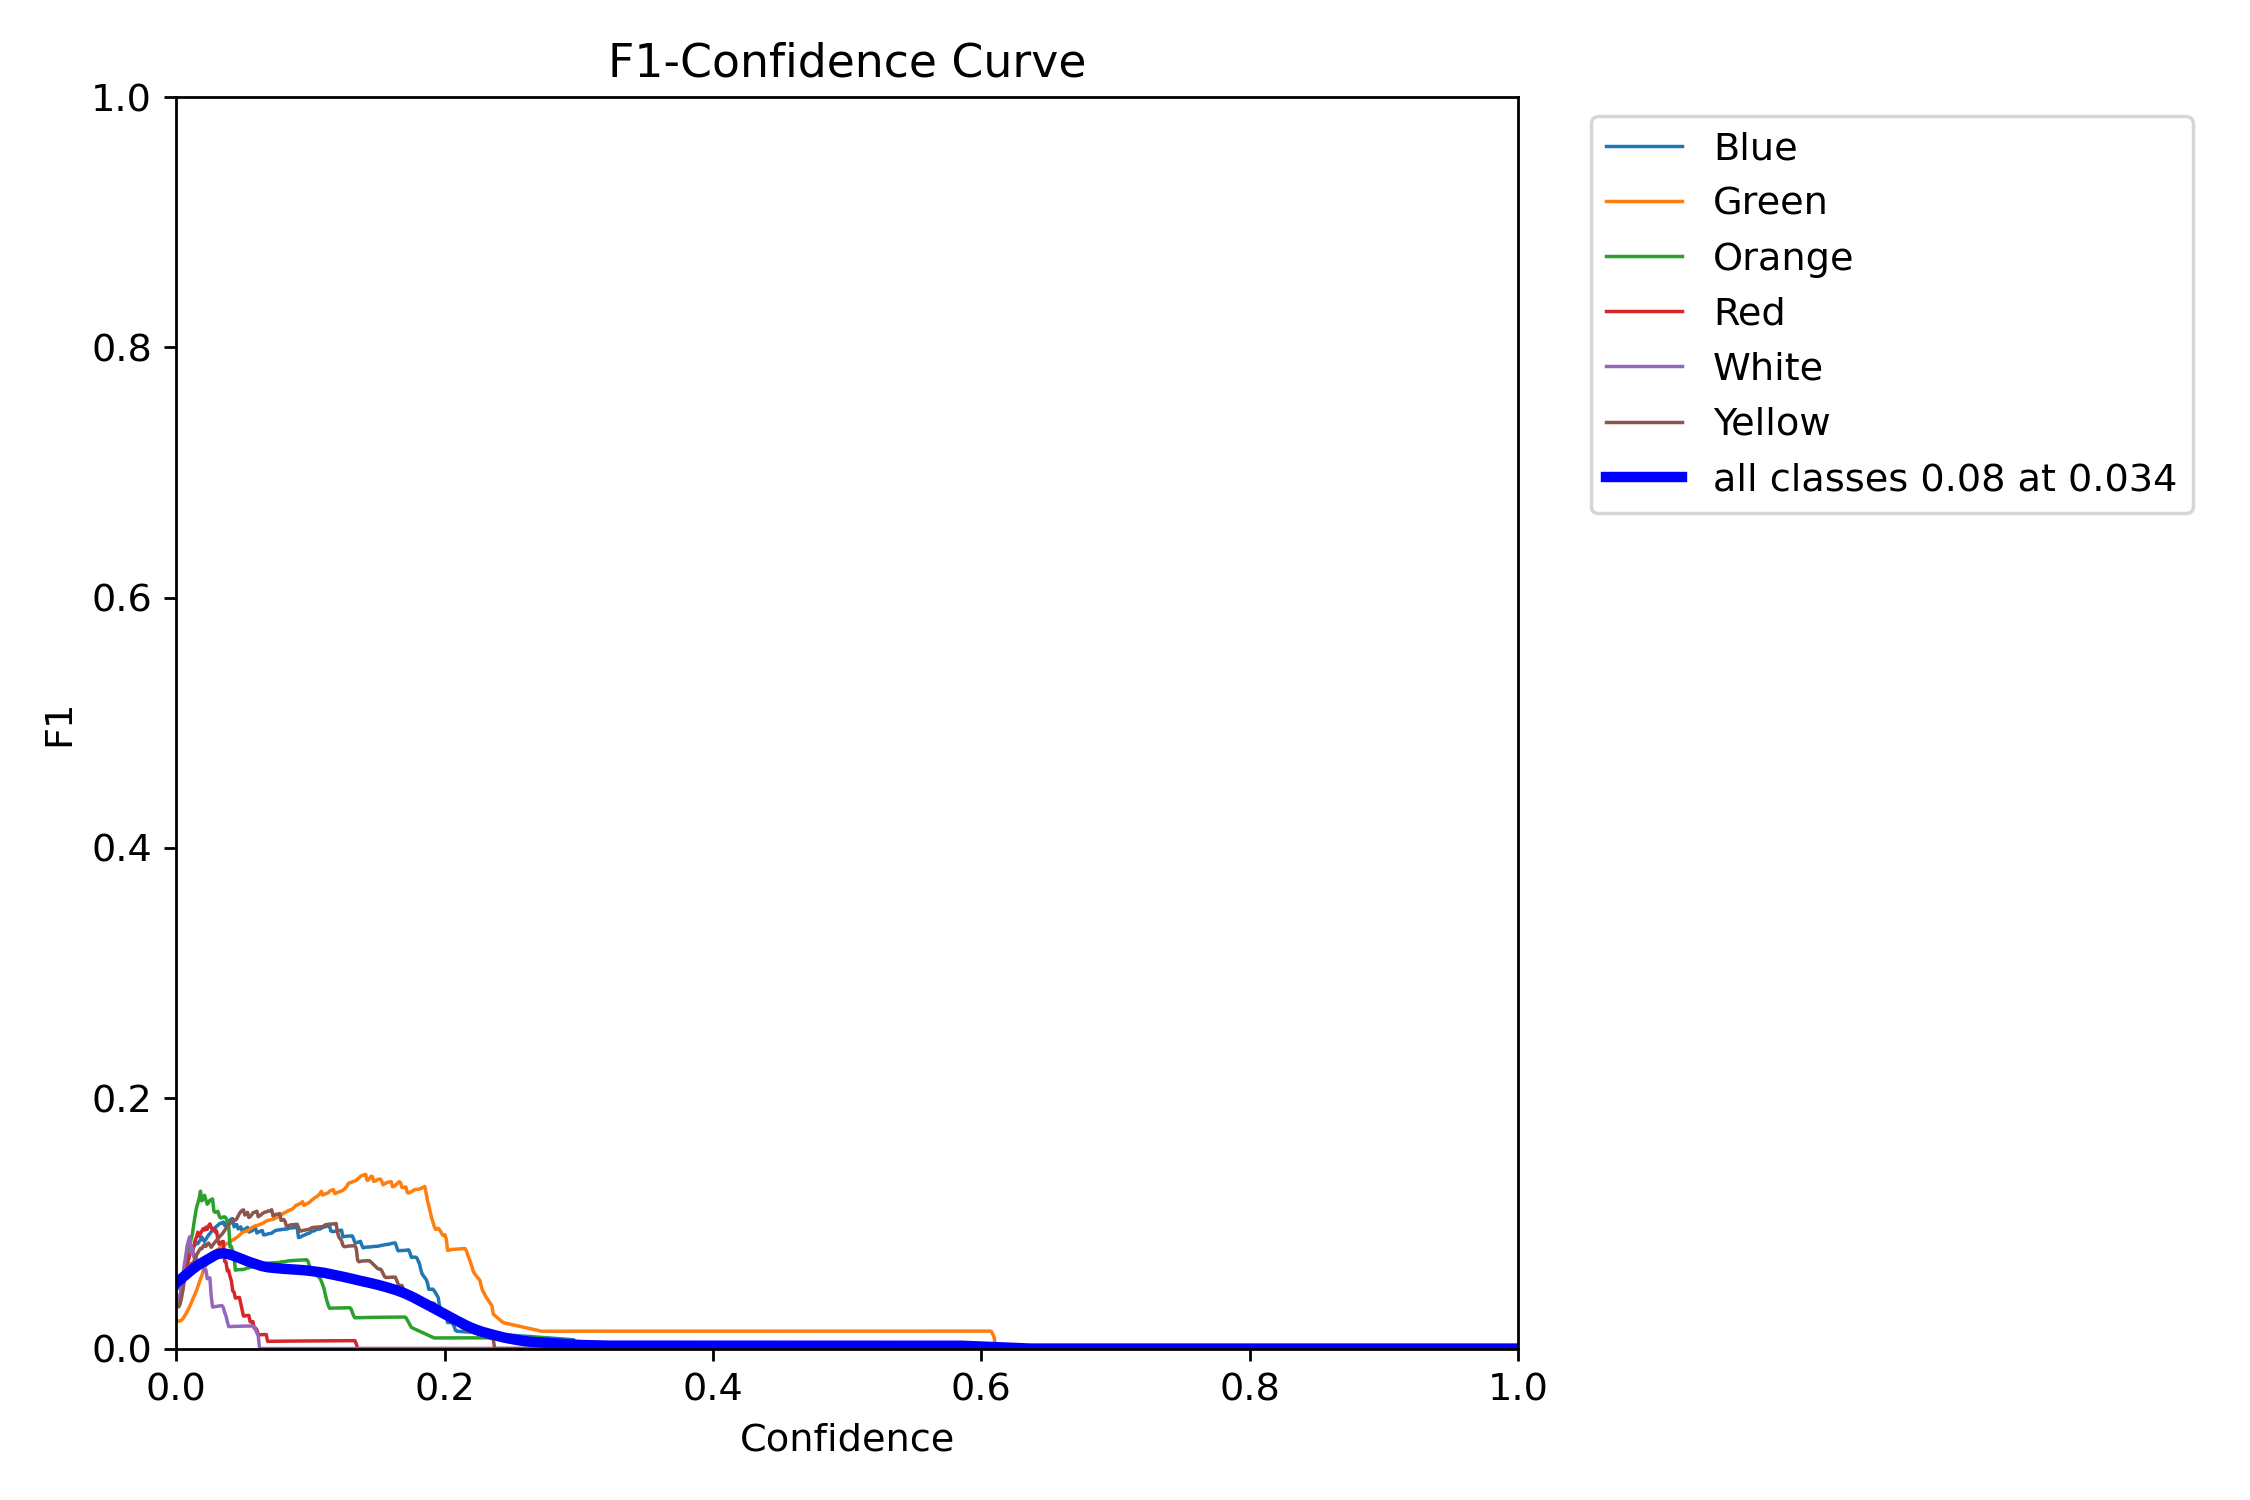 F1-Confidence Curve
1.0
0.8
0.6
0.4
0.2
0.0
F1
0.0 0.2 0.4 0.6 0.8 1.0
Confidence
Blue
Green
Orange
Red
White
Yellow
all classes 0.08 at 0.034